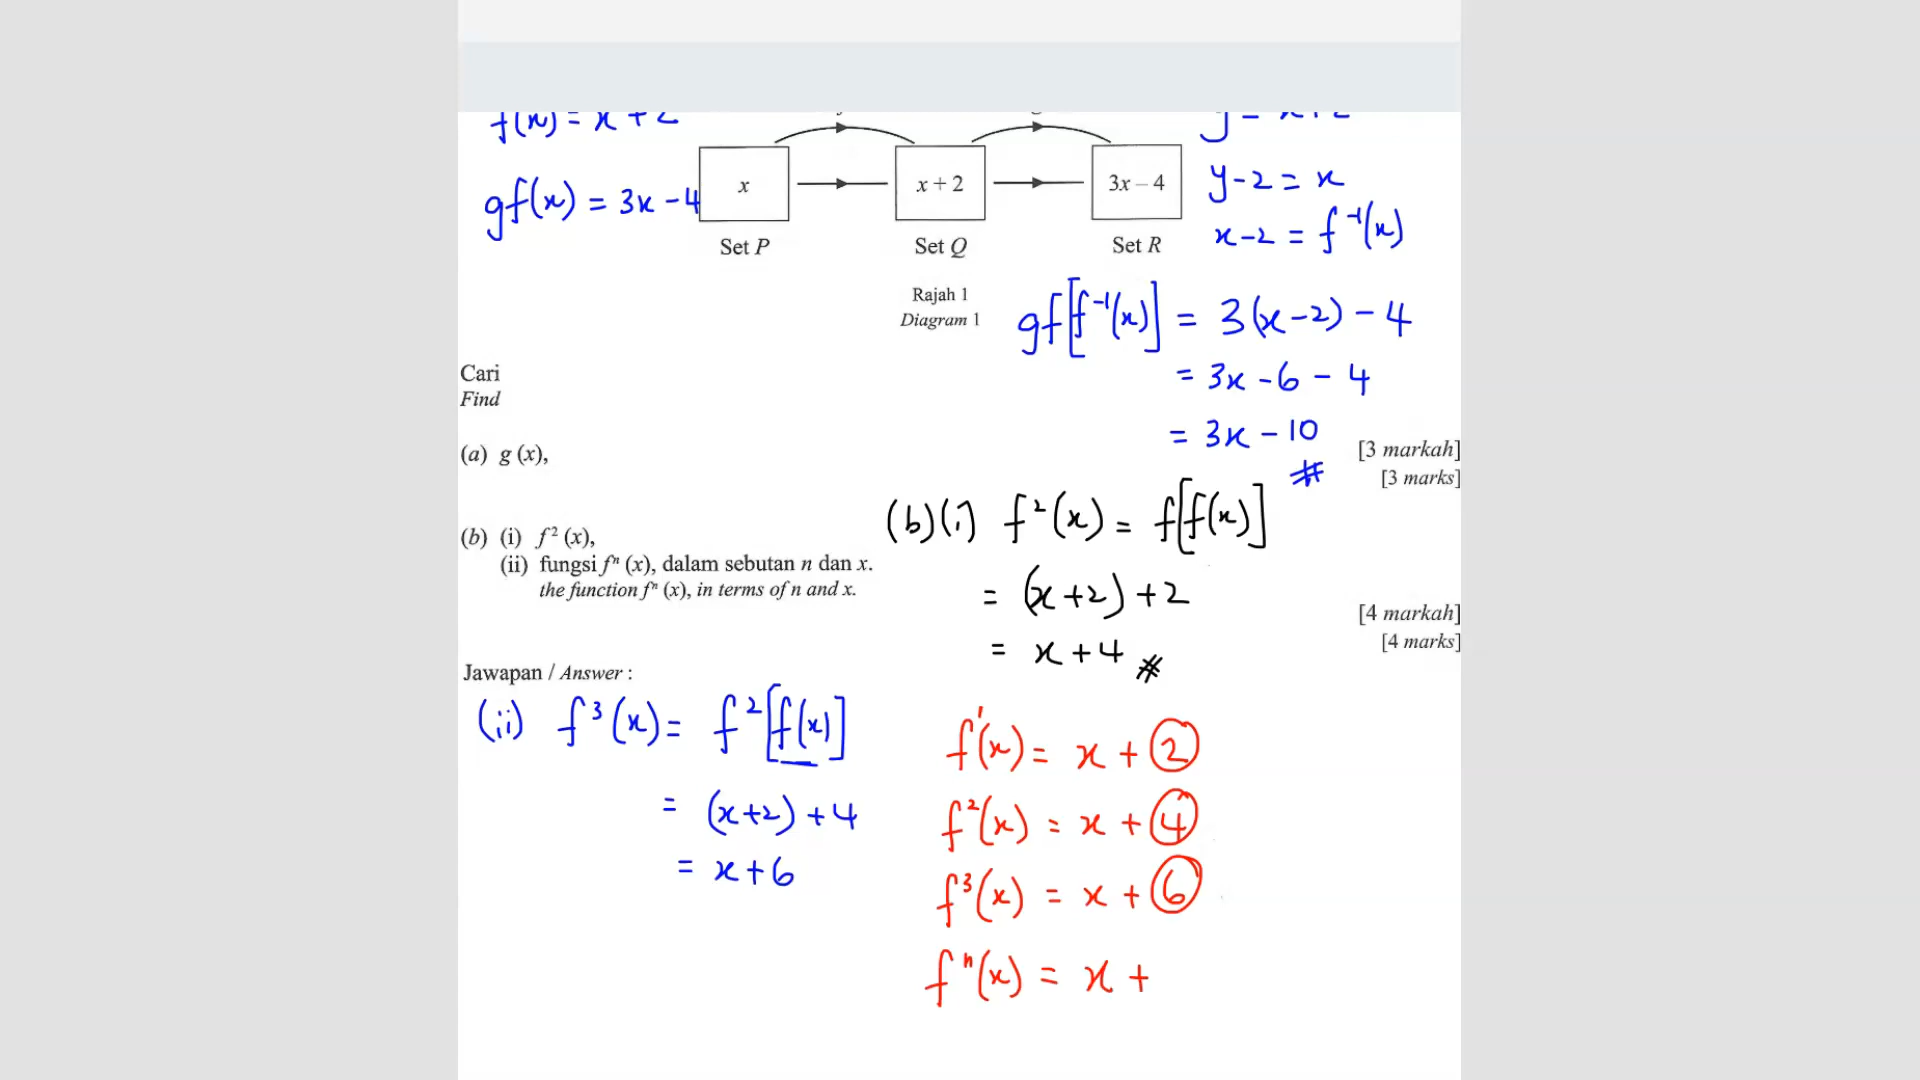 f(x) = x + 2
y = x + 2
gf(x) = 3x - 4
x
x + 2
3x – 4
y - 2 = x
x - 2 = f⁻¹(x)
Set P
Set Q
Set R
Rajah 1
Diagram 1
gf[f⁻¹(x)] = 3(x-2) - 4
= 3x - 6 - 4
= 3x - 10 #
Cari
Find
(a) g (x),
[3 markah]
[3 marks]
(b) (i) f² (x),
(ii) fungsi fⁿ (x), dalam sebutan n dan x.
the function fⁿ (x), in terms of n and x.
[4 markah]
[4 marks]
(b)(i) f²(x) = f[f(x)]
= (x+2) + 2
= x + 4 #
Jawapan / Answer :
(ii) f³(x) = f²[f(x)]
= (x+2) + 4
= x + 6
f¹(x) = x + 2
f²(x) = x + 4
f³(x) = x + 6
fⁿ(x) = x +